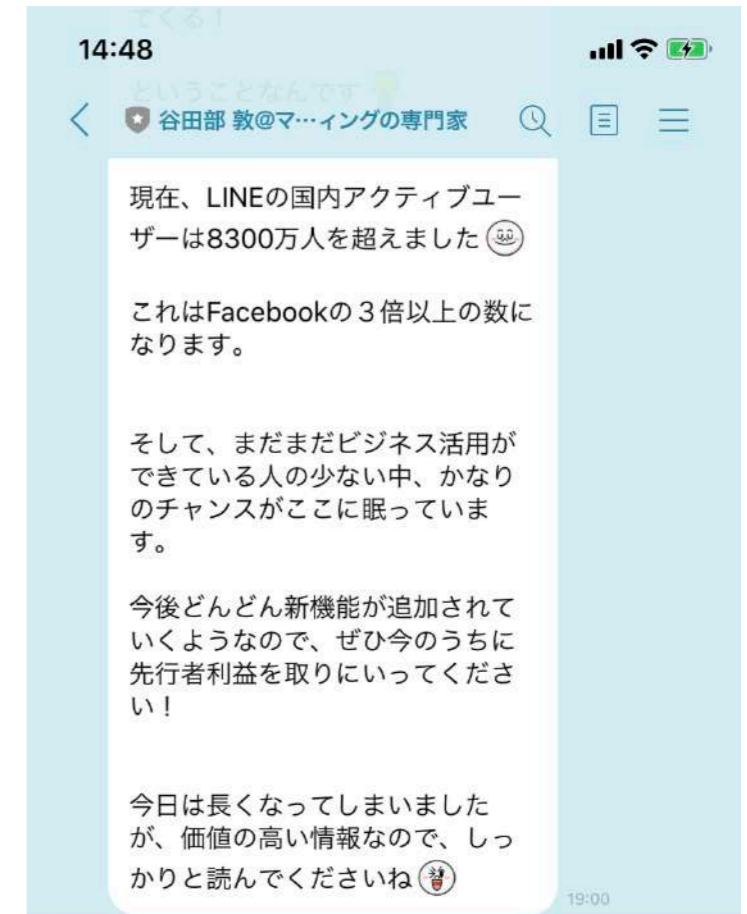 てくる！
14:48
ということなんです
谷田部 敦@マ…ィングの専門家
現在、LINEの国内アクティブユー
ザーは8300万人を超えました
これはFacebookの３倍以上の数に
なります。
そして、まだまだビジネス活用が
できている人の少ない中、かなり
のチャンスがここに眠っていま
す。
今後どんどん新機能が追加されて
いくようなので、ぜひ今のうちに
先行者利益を取りにいってくださ
い！
今日は長くなってしまいました
が、価値の高い情報なので、しっ
かりと読んでくださいね
19:00